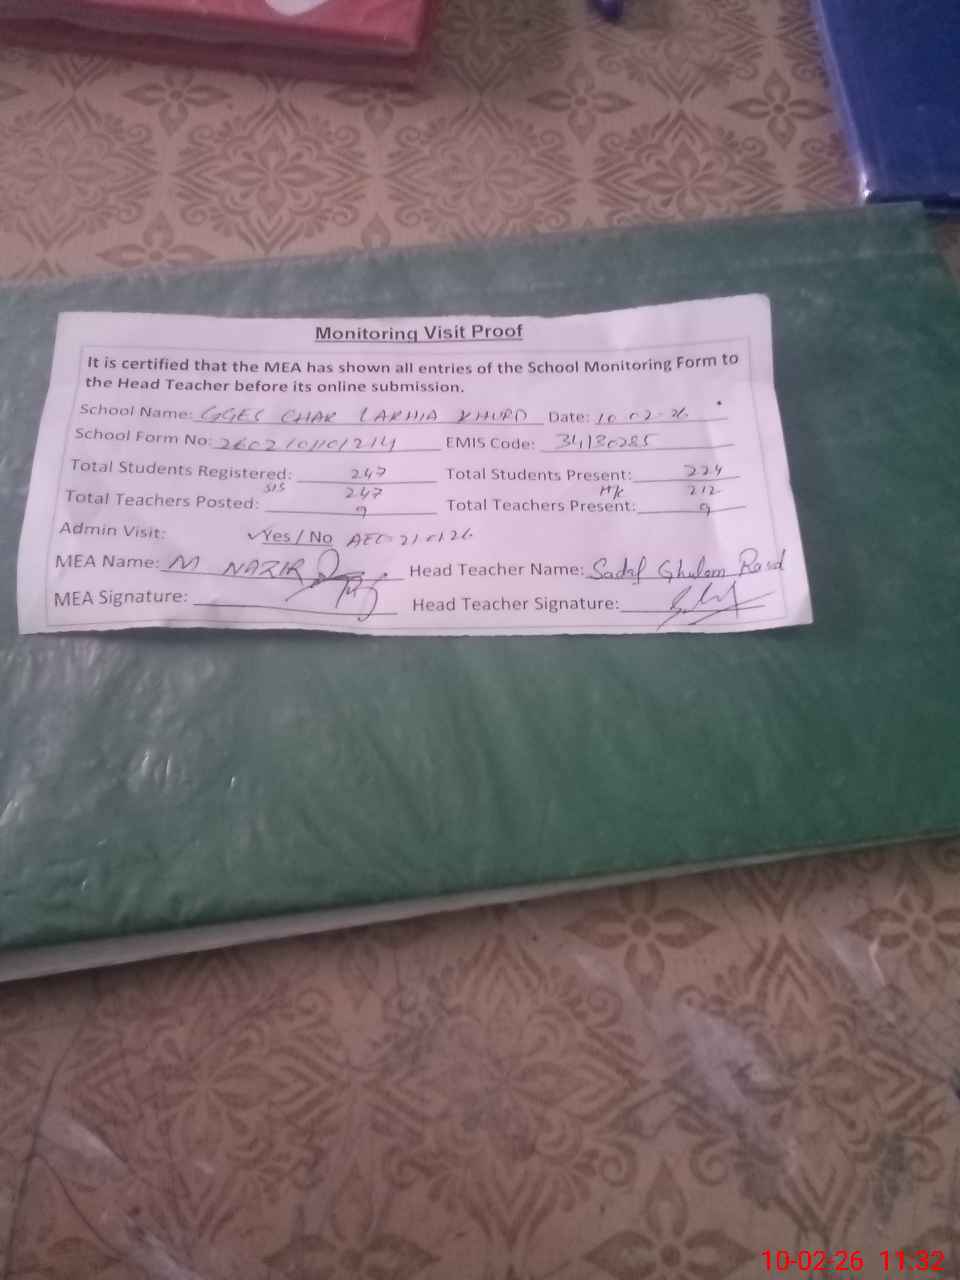 Monitoring Visit Proof
It is certified that the MEA has shown all entries of the School Monitoring Form to
the Head Teacher before its online submission.
School Name: GGES CHAK LARHIA KHURD Date: 10-02-26
School Form No: 260210101214 EMIS Code: 34130285
Total Students Registered: 247 Total Students Present: 224
SIS 247 H/C 212
Total Teachers Posted: 9 Total Teachers Present: 9
Admin Visit: ✓Yes / No AEO 21-01-26
MEA Name: M NAZIR Head Teacher Name: Sadaf Ghulam Rasul
MEA Signature: Head Teacher Signature:
10-02-26 11:32